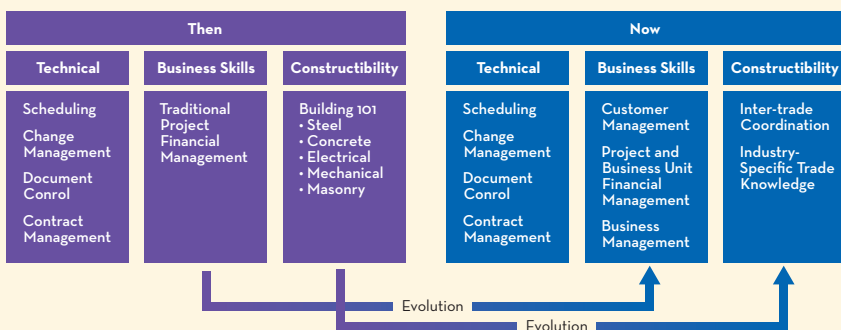 Then
Technical
Business Skills
Constructibility
Scheduling
Change
Management
Document
Conrol
Contract
Management
Traditional
Project
Financial
Management
Building 101
• Steel
• Concrete
• Electrical
• Mechanical
• Masonry
Now
Technical
Business Skills
Constructibility
Scheduling
Change
Management
Document
Conrol
Contract
Management
Customer
Management
Project and
Business Unit
Financial
Management
Business
Management
Inter-trade
Coordination
Industry-
Specific Trade
Knowledge
Evolution
Evolution